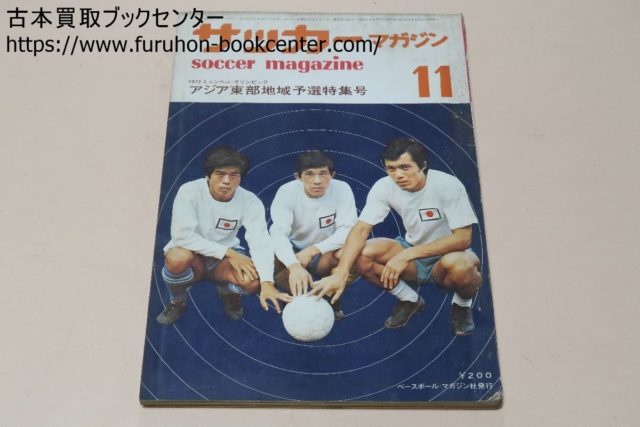 古本買取ブックセンター
https://www.furuhon-bookcenter.com/
サッカーマガジン
soccer magazine
11
1972ミュンヘン・オリンピック
アジア東部地域予選特集号
￥200
ベースボール・マガジン社発行